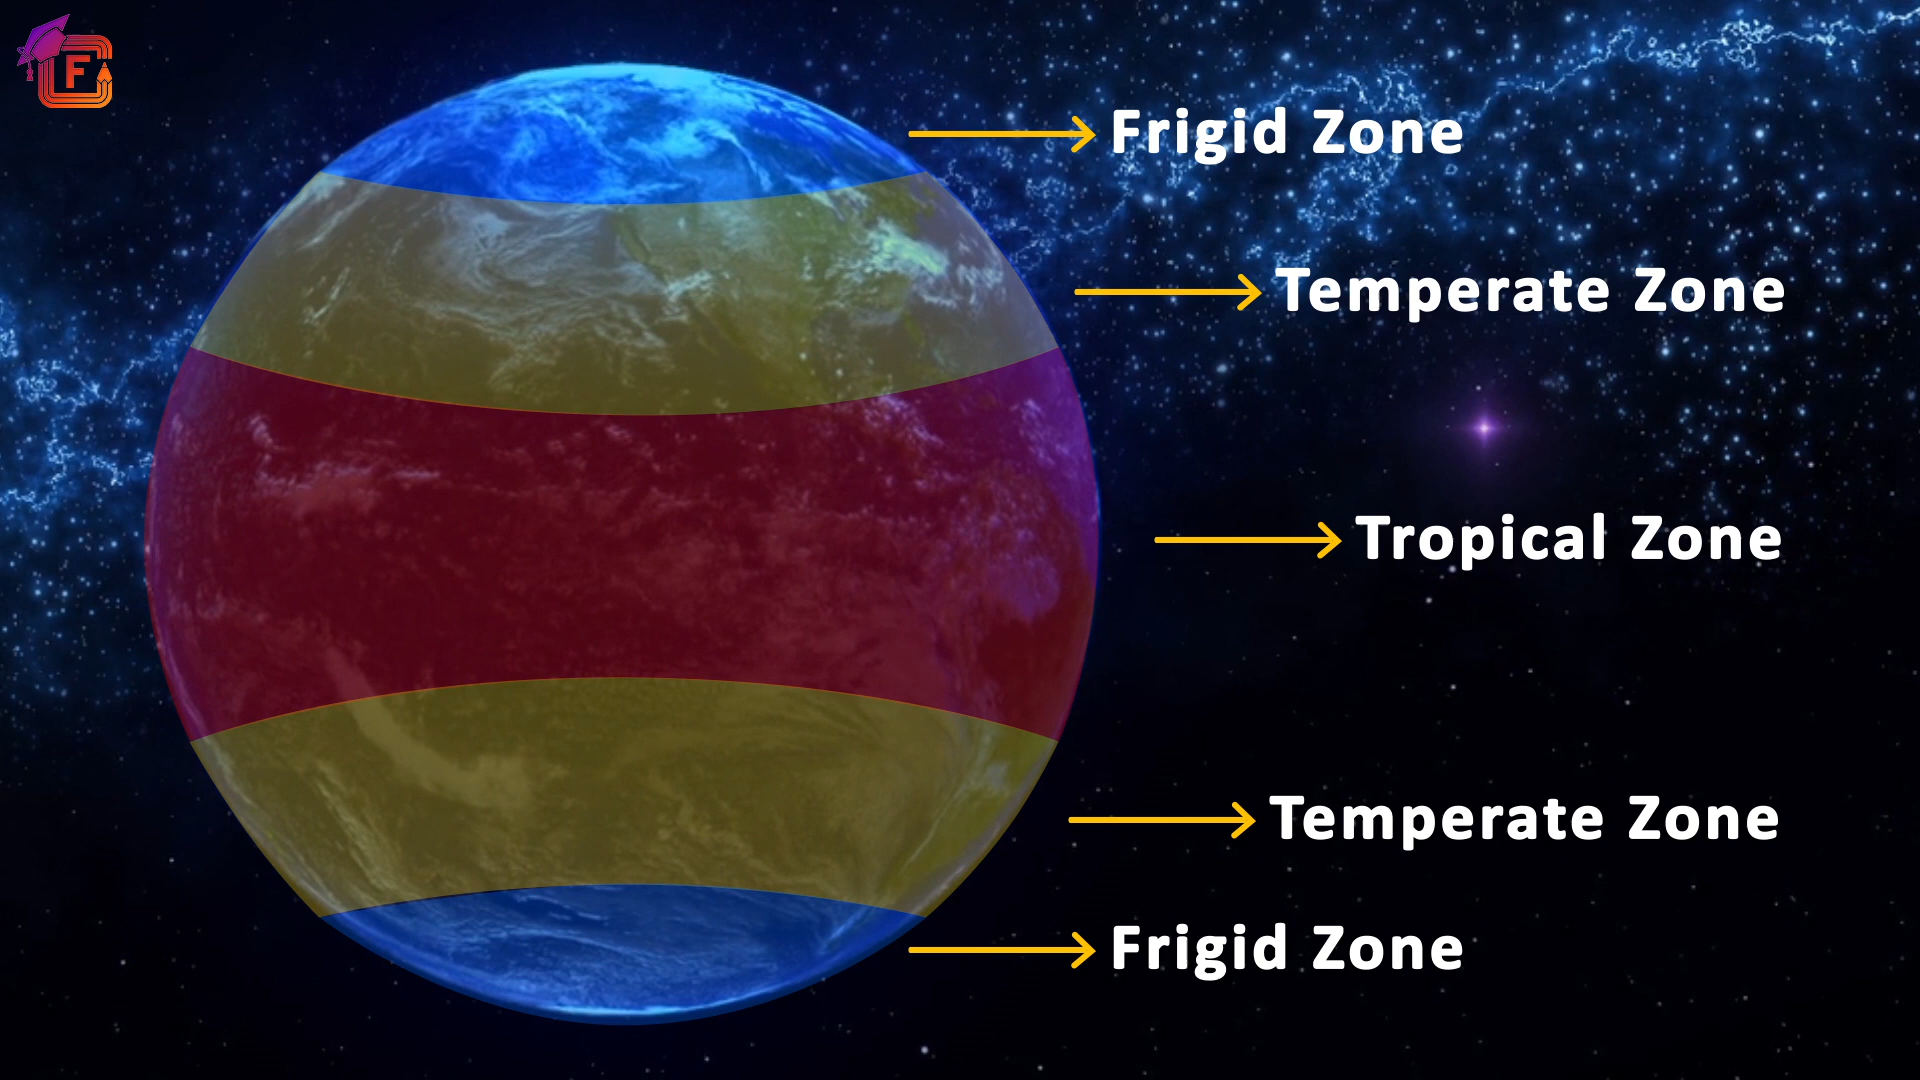 F
Frigid Zone
Temperate Zone
Tropical Zone
Temperate Zone
Frigid Zone